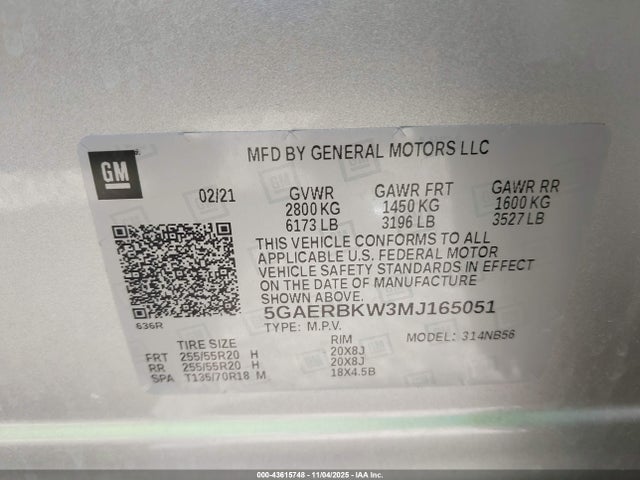 GM
MFD BY GENERAL MOTORS LLC
02/21 GVWR GAWR FRT GAWR RR
2800 KG 1450 KG 1600 KG
6173 LB 3196 LB 3527 LB
THIS VEHICLE CONFORMS TO ALL
APPLICABLE U.S. FEDERAL MOTOR
VEHICLE SAFETY STANDARDS IN EFFECT
ON THE DATE OF MANUFACTURE
SHOWN ABOVE.
5GAERBKW3MJ165051
636R
TYPE: M.P.V. MODEL: 314NB56
TIRE SIZE RIM
FRT 255/55R20 H 20X8J
RR 255/55R20 H 20X8J
SPA T135/70R18 M 18X4.5B
000-43615748 - 11/04/2025 - IAA Inc.